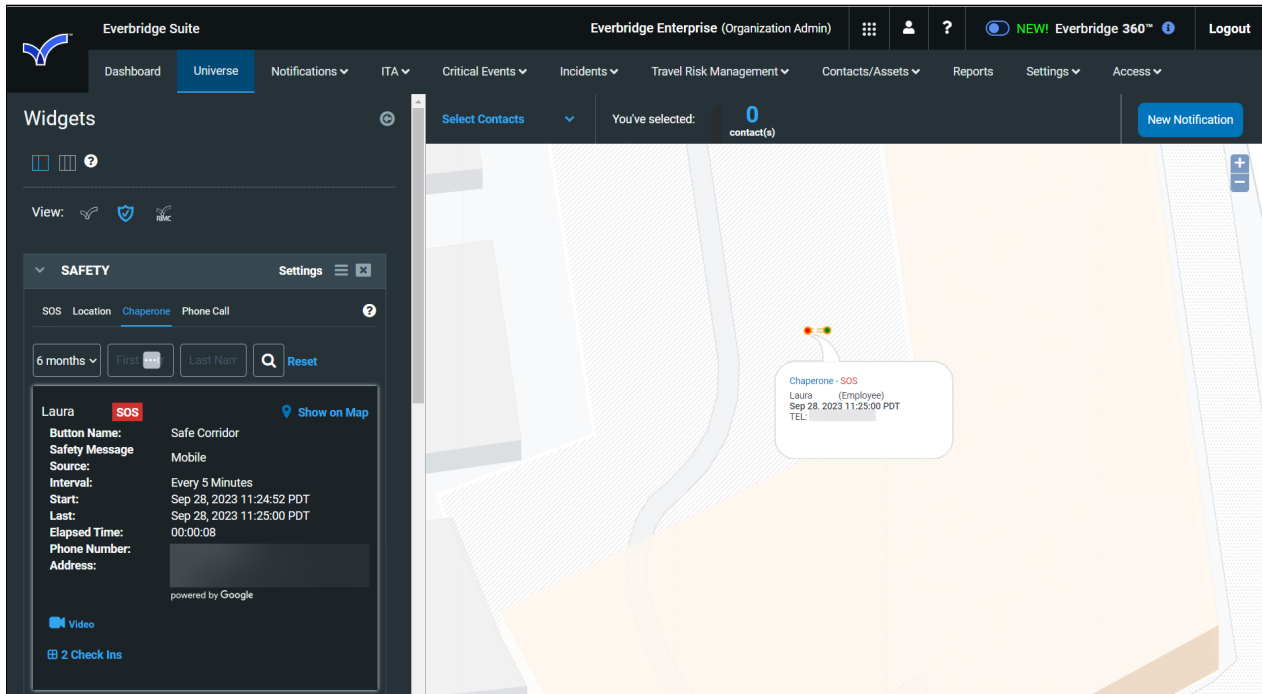 Everbridge Suite
Everbridge Enterprise (Organization Admin)
?
NEW! Everbridge 360™
Logout
Dashboard
Universe
Notifications
ITA
Critical Events
Incidents
Travel Risk Management
Contacts/Assets
Reports
Settings
Access
Widgets
Select Contacts
You've selected:
0
contact(s)
New Notification
?
+
−
View:
RIMC
SAFETY
Settings
SOS Location Chaperone Phone Call
?
6 months
First
Last Nam
Reset
Laura SOS Show on Map
Button Name: Safe Corridor
Safety Message
Source: Mobile
Interval: Every 5 Minutes
Start: Sep 28, 2023 11:24:52 PDT
Last: Sep 28, 2023 11:25:00 PDT
Elapsed Time: 00:00:08
Phone Number:
Address:
powered by Google
Video
2 Check Ins
Chaperone - SOS
Laura (Employee)
Sep 28, 2023 11:25:00 PDT
TEL: